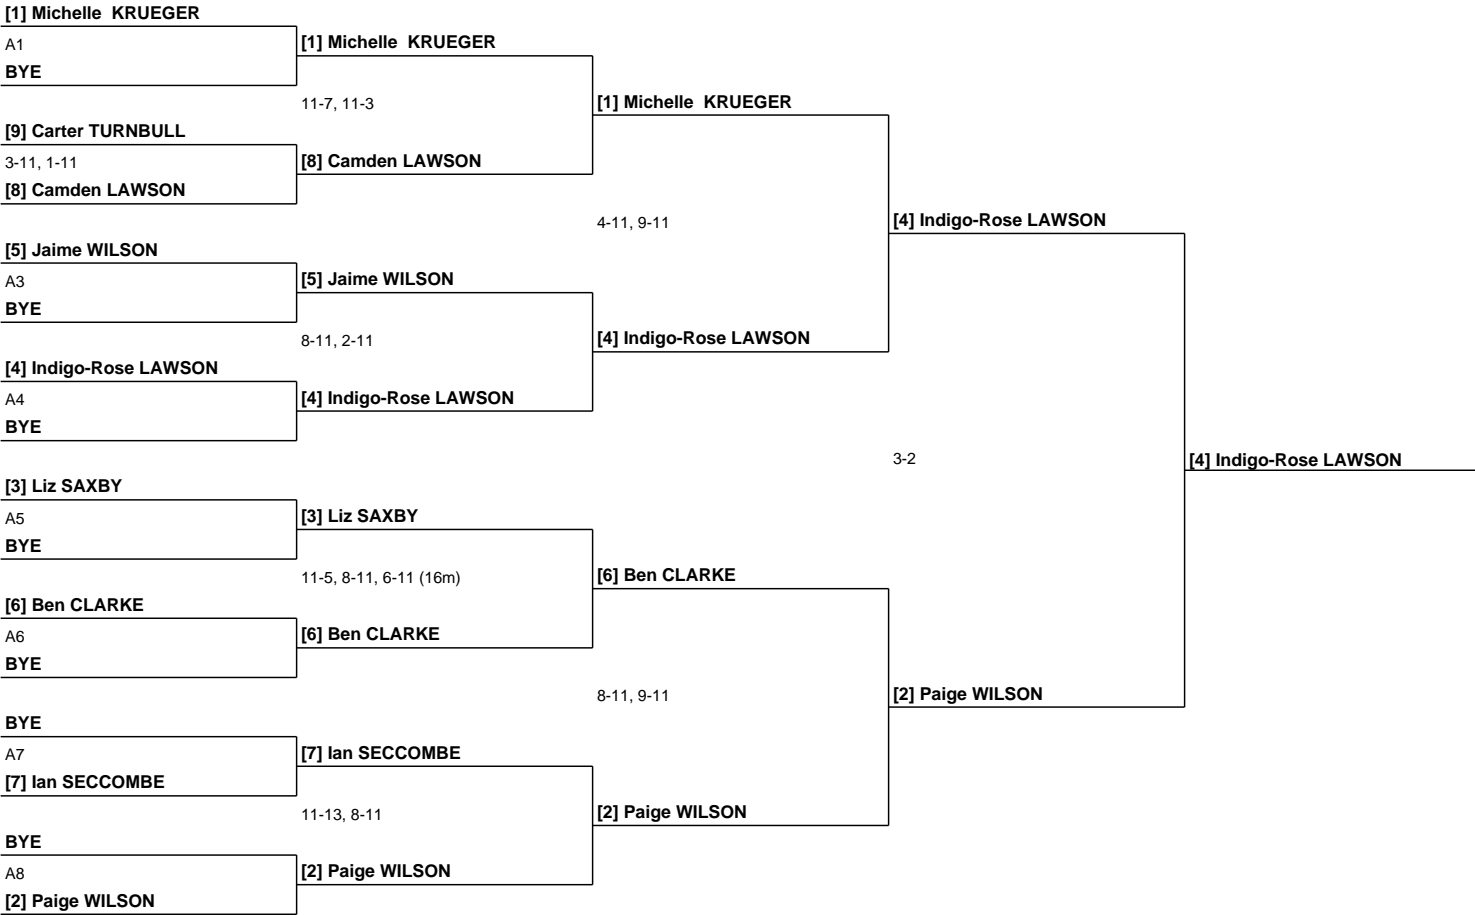 [1] Michelle  KRUEGER
A1
BYE
[9] Carter TURNBULL
3-11, 1-11
[8] Camden LAWSON
[5] Jaime WILSON
A3
BYE
[4] Indigo-Rose LAWSON
A4
BYE
[3] Liz SAXBY
A5
BYE
[6] Ben CLARKE
A6
BYE
BYE
A7
[7] Ian SECCOMBE
BYE
A8
[2] Paige WILSON
[1] Michelle  KRUEGER
11-7, 11-3
[8] Camden LAWSON
[5] Jaime WILSON
8-11, 2-11
[4] Indigo-Rose LAWSON
[3] Liz SAXBY
11-5, 8-11, 6-11 (16m)
[6] Ben CLARKE
[7] Ian SECCOMBE
11-13, 8-11
[2] Paige WILSON
[1] Michelle  KRUEGER
4-11, 9-11
[4] Indigo-Rose LAWSON
[6] Ben CLARKE
8-11, 9-11
[2] Paige WILSON
[4] Indigo-Rose LAWSON
3-2
[2] Paige WILSON
[4] Indigo-Rose LAWSON